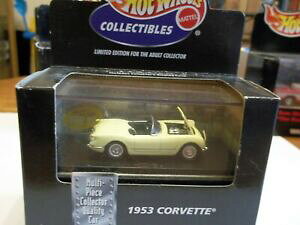 Hot Wheels
MATTEL
COLLECTIBLES
LIMITED EDITION FOR THE ADULT COLLECTOR
Multi-
Piece
Collector
Quality
Car
1953 CORVETTE®